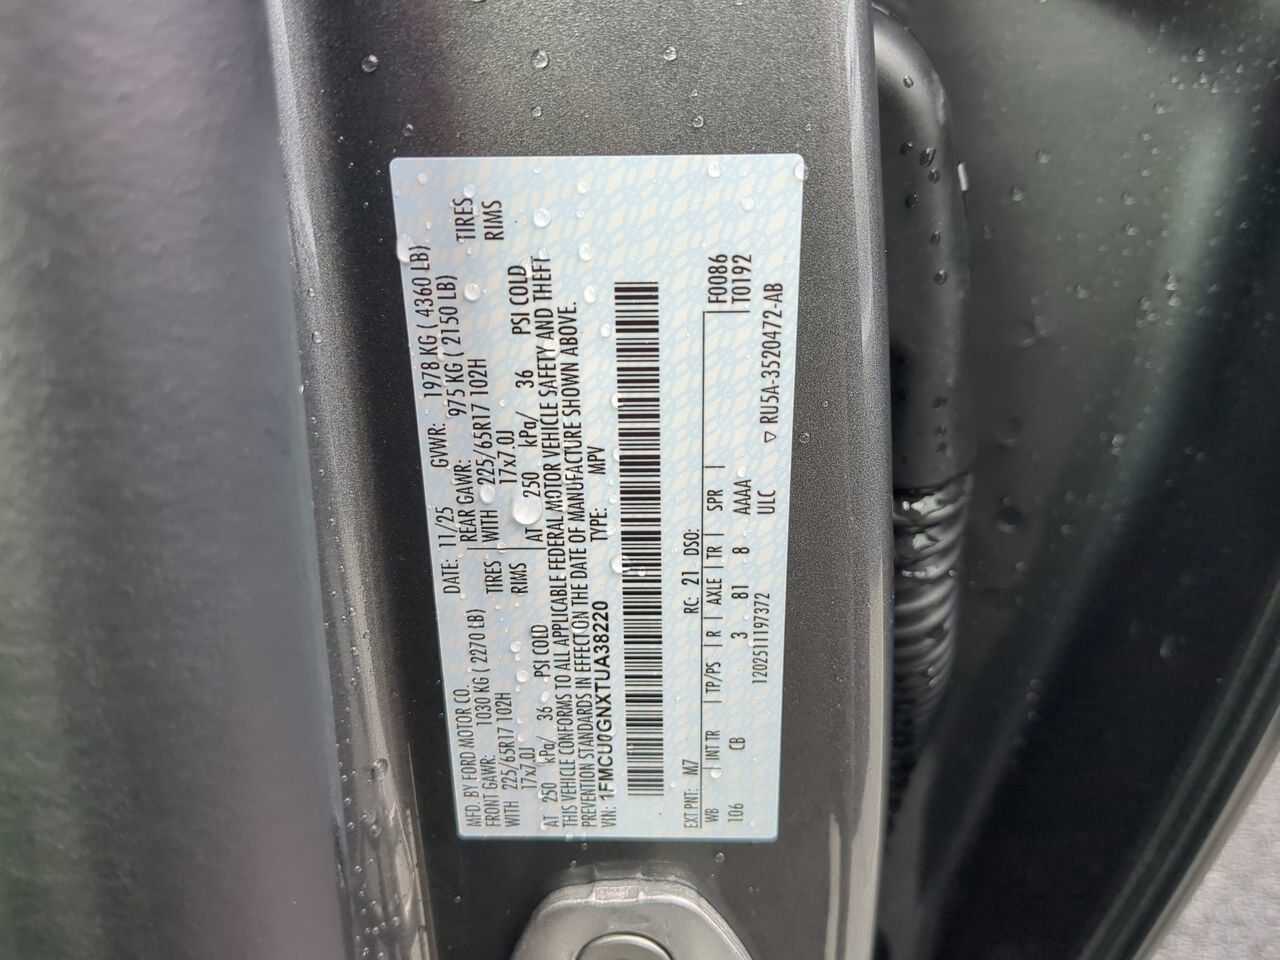 MFD. BY FORD MOTOR CO.
DATE: 11/25 GVWR: 1978 KG ( 4360 LB)
FRONT GAWR: 1030 KG ( 2270 LB) REAR GAWR: 975 KG ( 2150 LB)
WITH 225/65R17 102H TIRES WITH 225/65R17 102H TIRES
17x7.0J RIMS 17x7.0J RIMS
AT 250 kPa/ 36 PSI COLD AT 250 kPa/ 36 PSI COLD
THIS VEHICLE CONFORMS TO ALL APPLICABLE FEDERAL MOTOR VEHICLE SAFETY AND THEFT
PREVENTION STANDARDS IN EFFECT ON THE DATE OF MANUFACTURE SHOWN ABOVE.
VIN: 1FMCU0GNXTUA38220 TYPE: MPV
EXT PNT: M7 RC: 21 DSO:
WB INT TR TP/PS R AXLE TR SPR F0086
106 CB 3 81 8 AAAA T0192
120251197372 ULC ▽ RU5A-3520472-AB